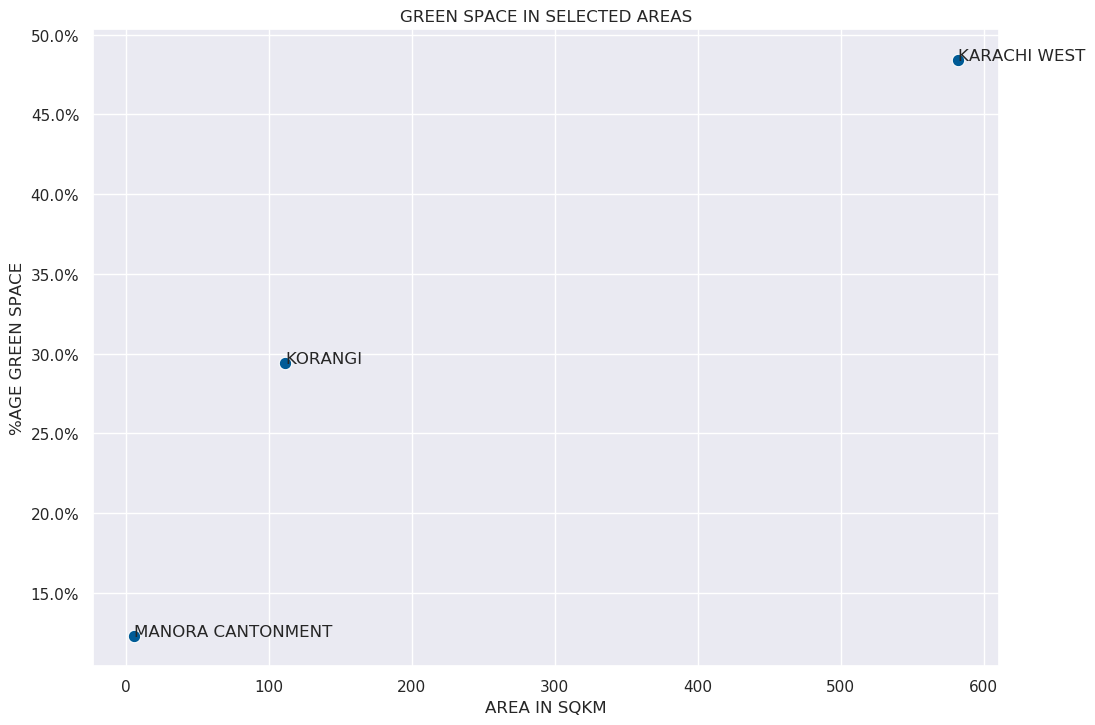 GREEN SPACE IN SELECTED AREAS
50.0%
KARACHI WEST
45.0%
40.0%
35.0%
%AGE GREEN SPACE
30.0%
KORANGI
25.0%
20.0%
15.0%
MANORA CANTONMENT
0 100 200 300 400 500 600
AREA IN SQKM